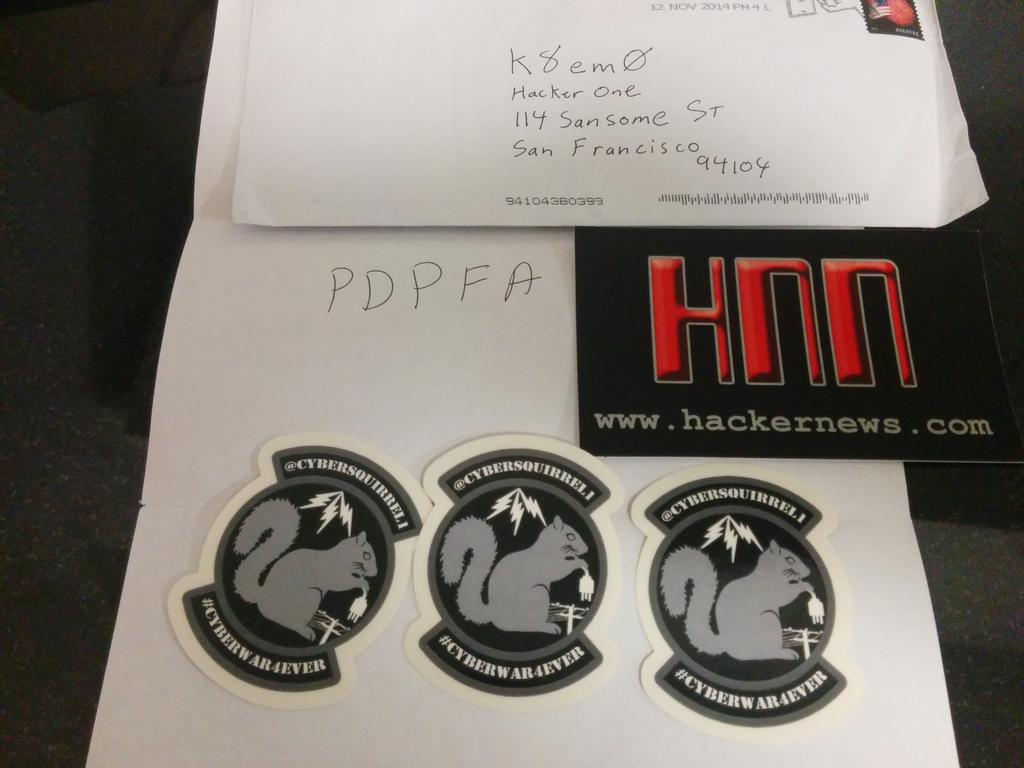 12 NOV 2014 PM 4 L
FOREVER
K8emØ
Hacker One
114 Sansome ST
San Francisco
94104
94104380399
PDPFA
HNN
www.hackernews.com
@CYBERSQUIRREL1
#CYBERWAR4EVER
@CYBERSQUIRREL1
#CYBERWAR4EVER
@CYBERSQUIRREL1
#CYBERWAR4EVER